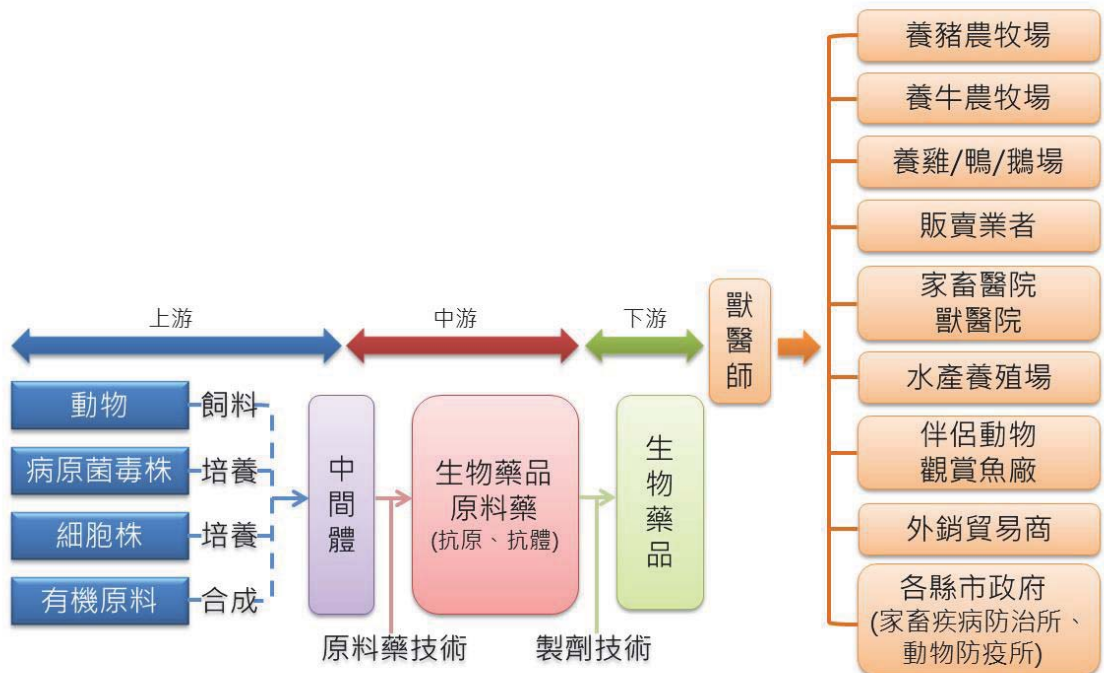 上游
中游
下游
動物
飼料
病原菌毒株
培養
細胞株
培養
有機原料
合成
中間體
原料藥技術
生物藥品
原料藥
(抗原、抗體)
製劑技術
生物藥品
獸醫師
養豬農牧場
養牛農牧場
養雞/鴨/鵝場
販賣業者
家畜醫院
獸醫院
水產養殖場
伴侶動物
觀賞魚廠
外銷貿易商
各縣市政府
(家畜疾病防治所、
動物防疫所)